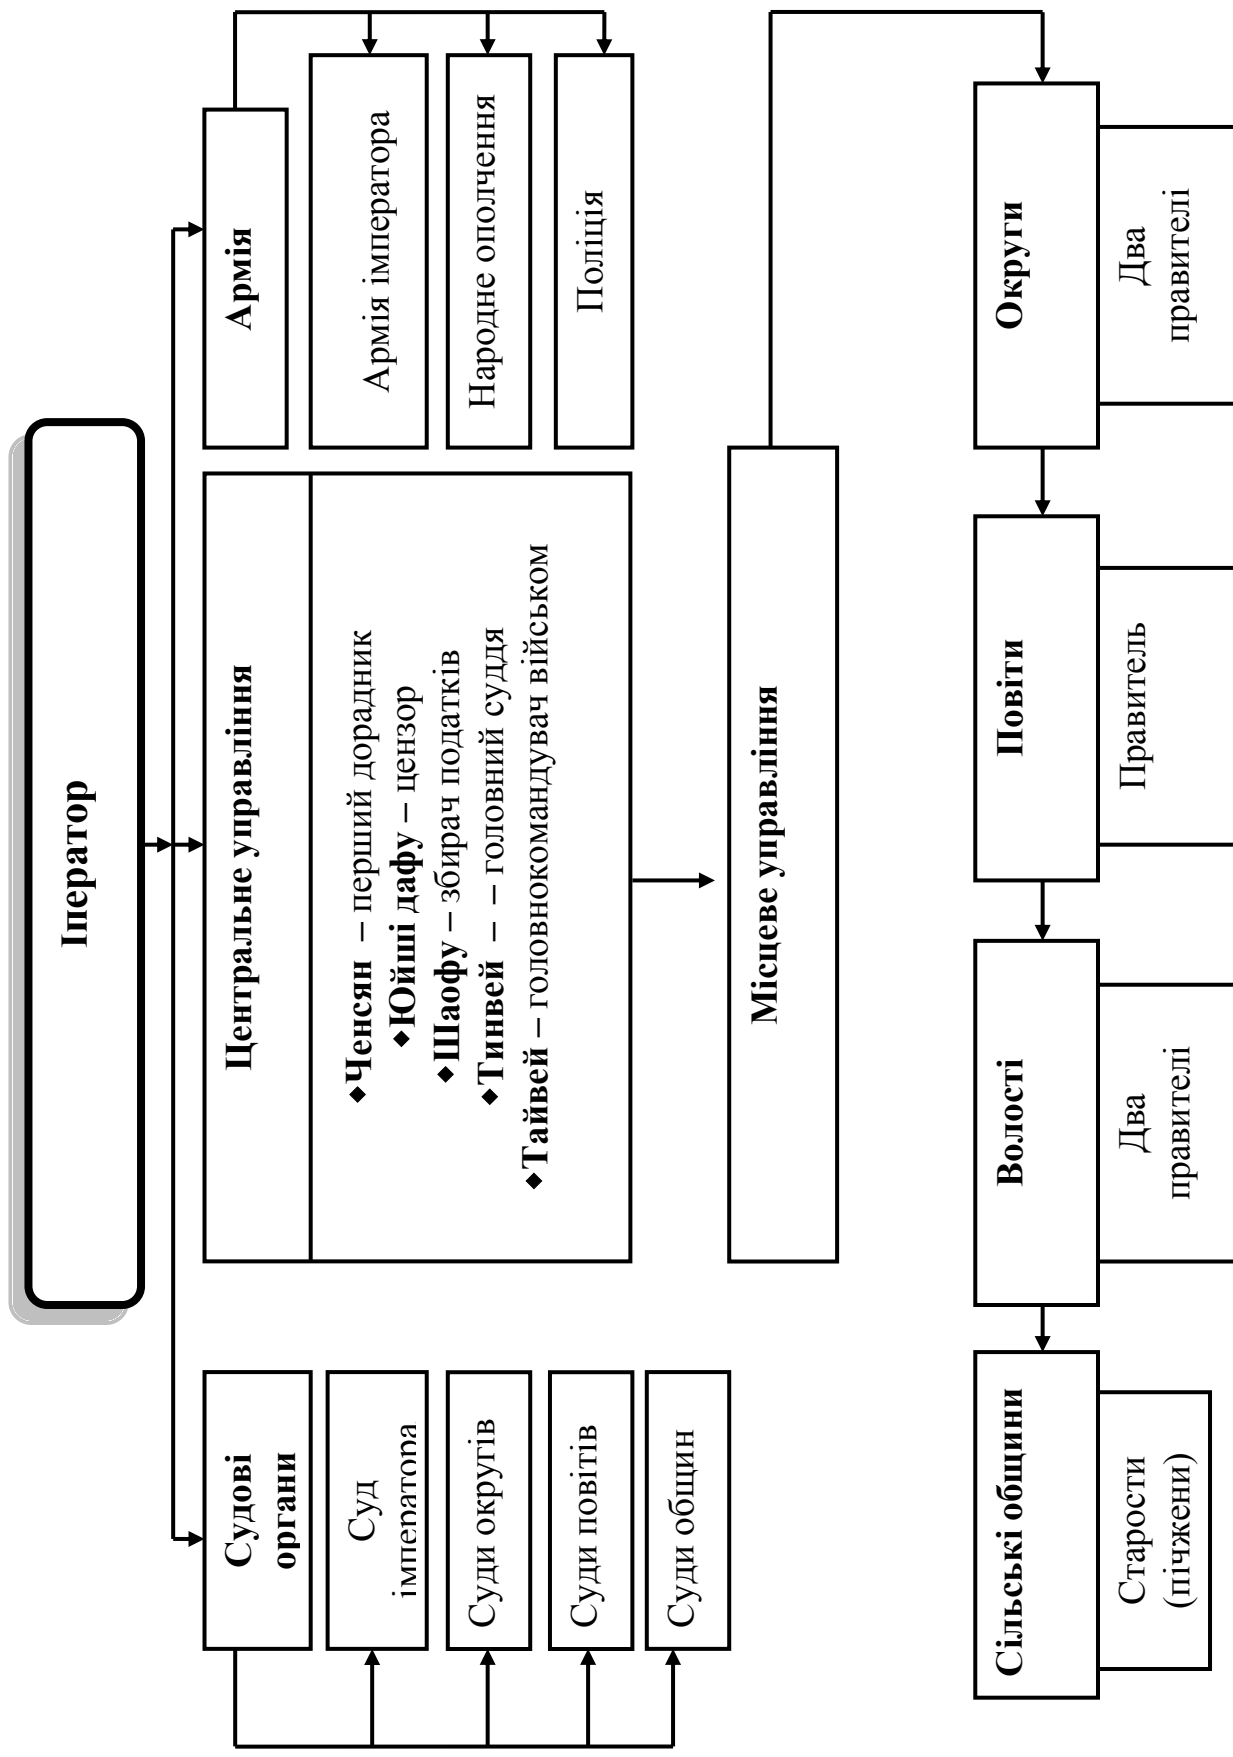 Іператор
Судові
органи
Суд
імператора
Суди округів
Суди повітів
Суди общин
Центральне управління
◆Ченсян – перший дорадник
◆Юйші дафу – цензор
◆Шаофу – збирач податків
◆Тинвей – – головний суддя
◆Тайвей – головнокомандувач військом
Армія
Армія імператора
Народне ополчення
Поліція
Місцеве управління
Сільські общини
Старости
(пічжени)
Волості
Два
правителі
Повіти
Правитель
Округи
Два
правителі